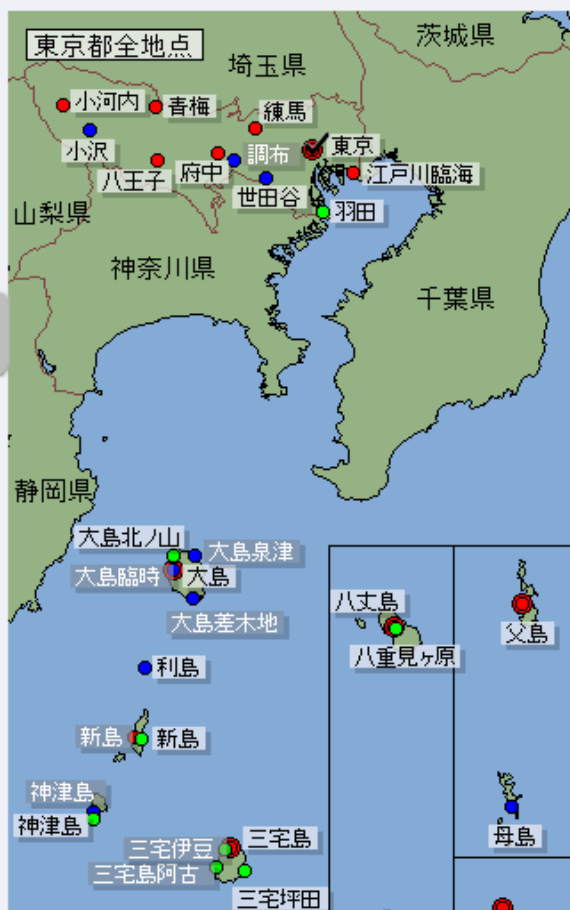 東京都全地点
茨城県
埼玉県
小河内
青梅
練馬
小沢
東京
調布
府中
八王子
江戸川臨海
世田谷
羽田
山梨県
神奈川県
千葉県
静岡県
大島北ノ山
大島泉津
大島臨時
大島
大島差木地
八丈島
父島
八重見ヶ原
利島
新島
新島
神津島
神津島
母島
三宅島
三宅伊豆
三宅島阿古
三宅坪田